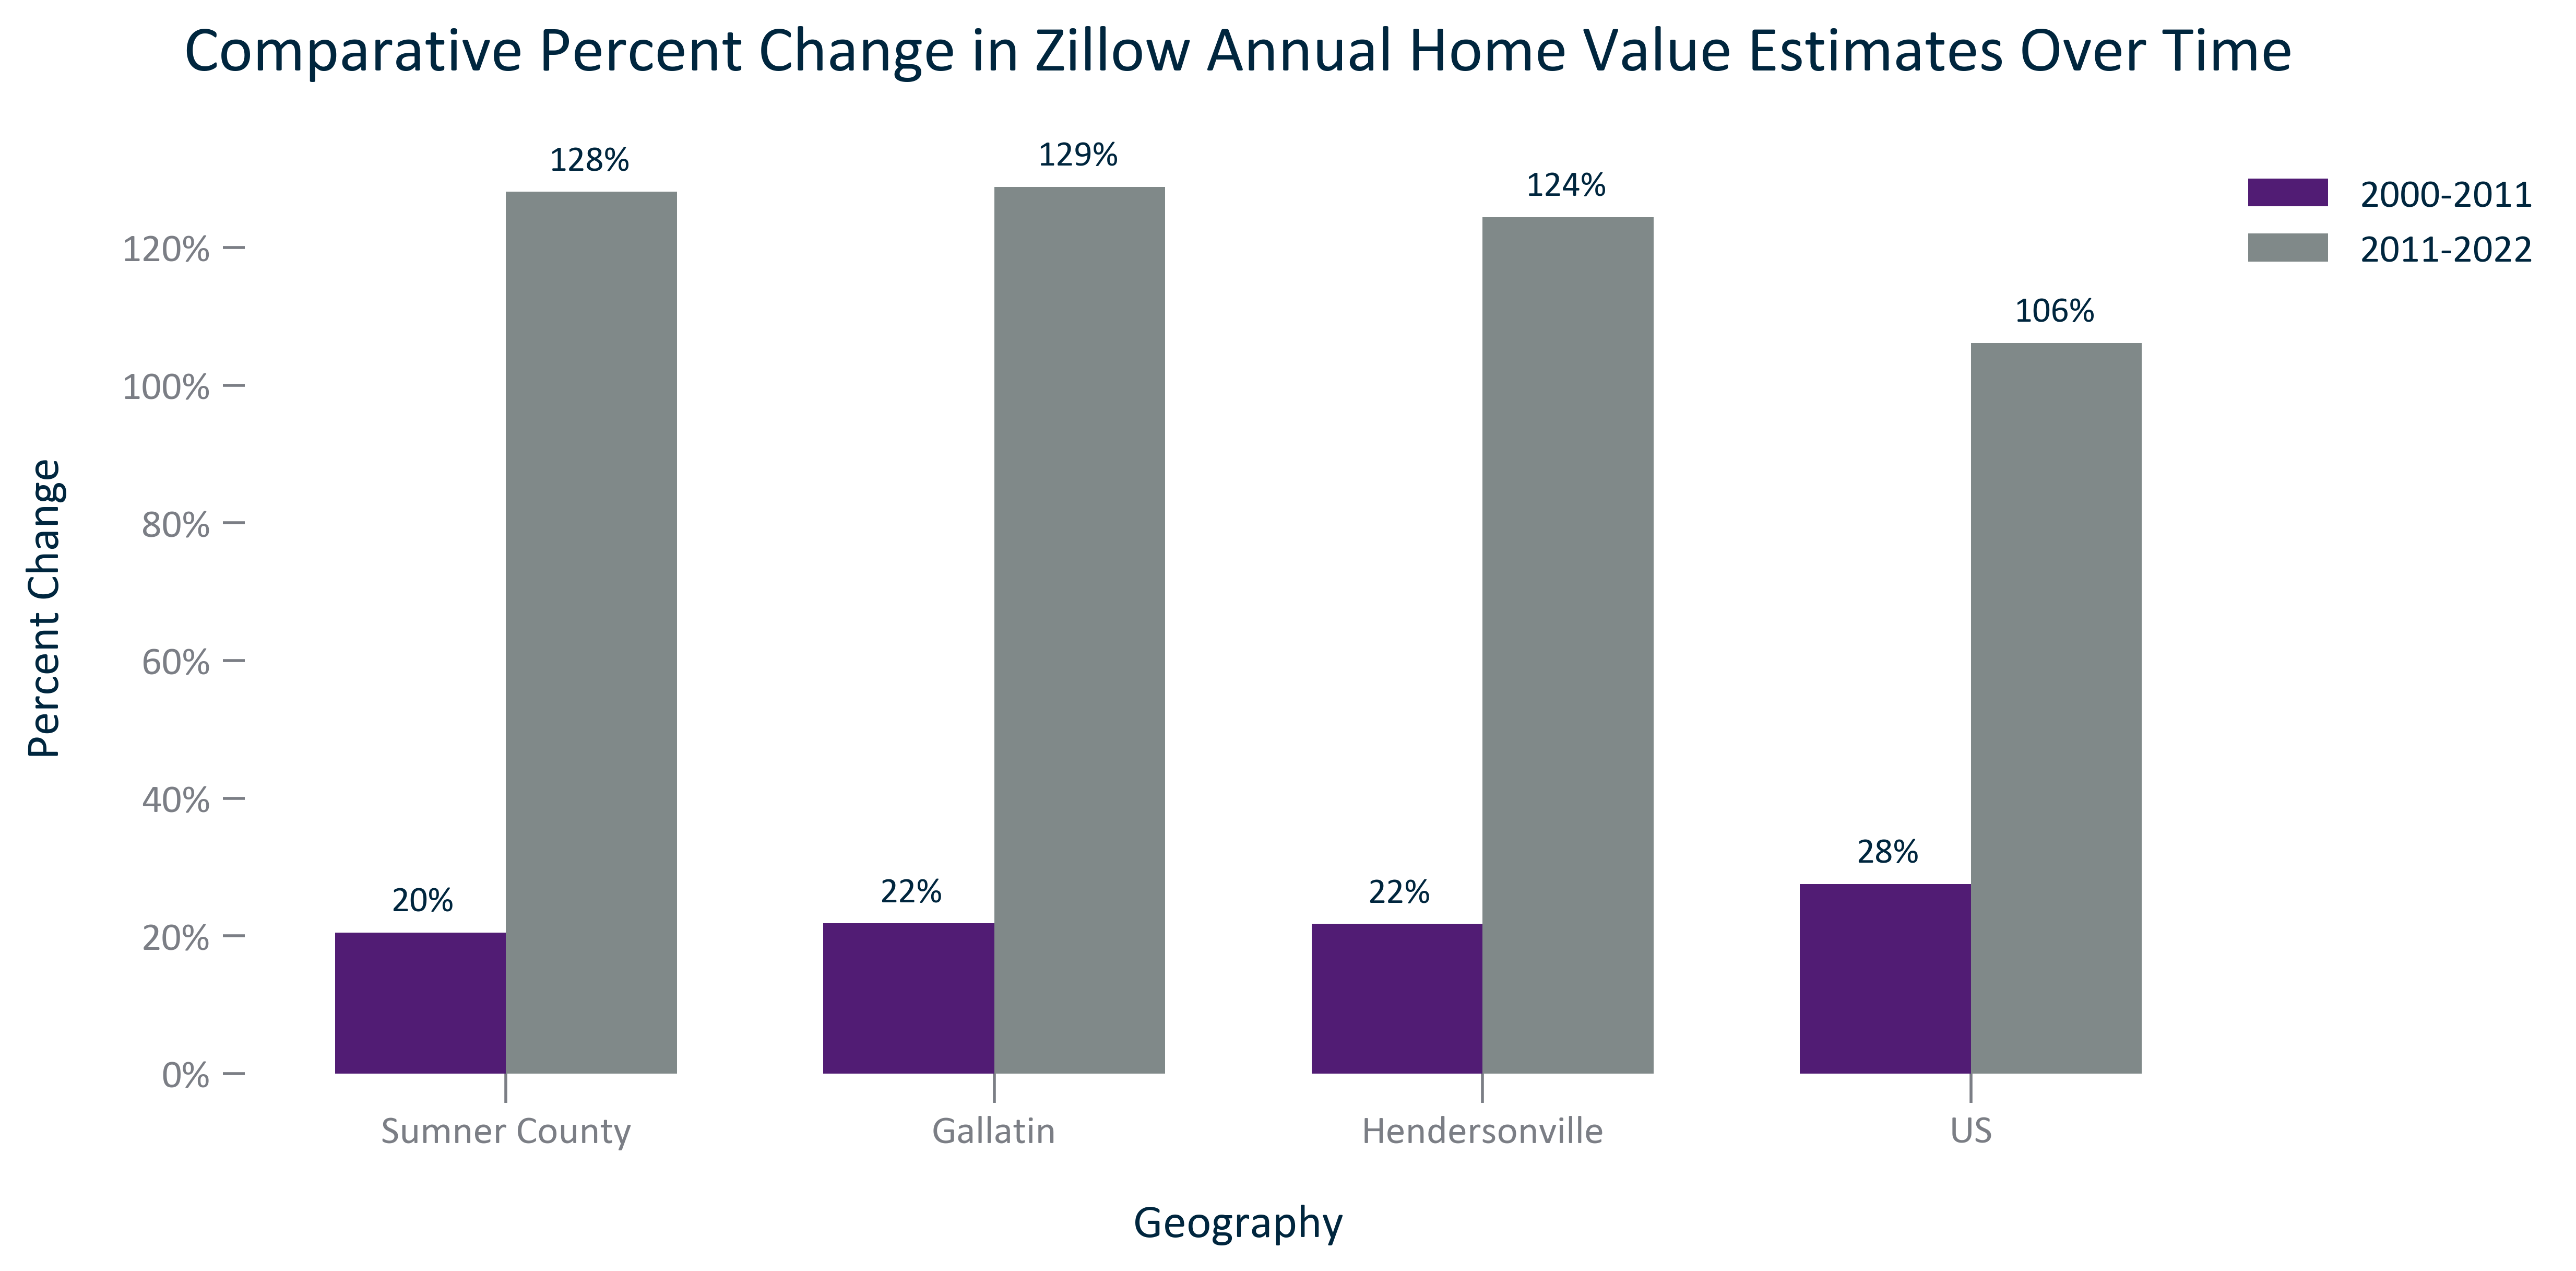 Comparative Percent Change in Zillow Annual Home Value Estimates Over Time
2000-2011
2011-2022
Percent Change
120%
100%
80%
60%
40%
20%
0%
20%
128%
22%
129%
22%
124%
28%
106%
Sumner County
Gallatin
Hendersonville
US
Geography